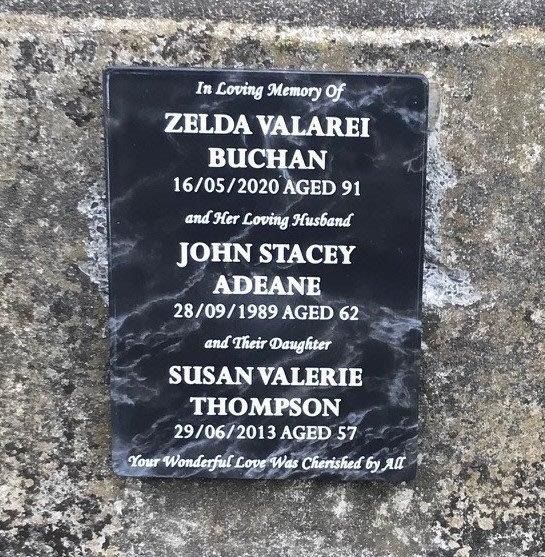 In Loving Memory Of
ZELDA VALAREI
BUCHAN
16/05/2020 AGED 91
and Her Loving Husband
JOHN STACEY
ADEANE
28/09/1989 AGED 62
and Their Daughter
SUSAN VALERIE
THOMPSON
29/06/2013 AGED 57
Your Wonderful Love Was Cherished by All